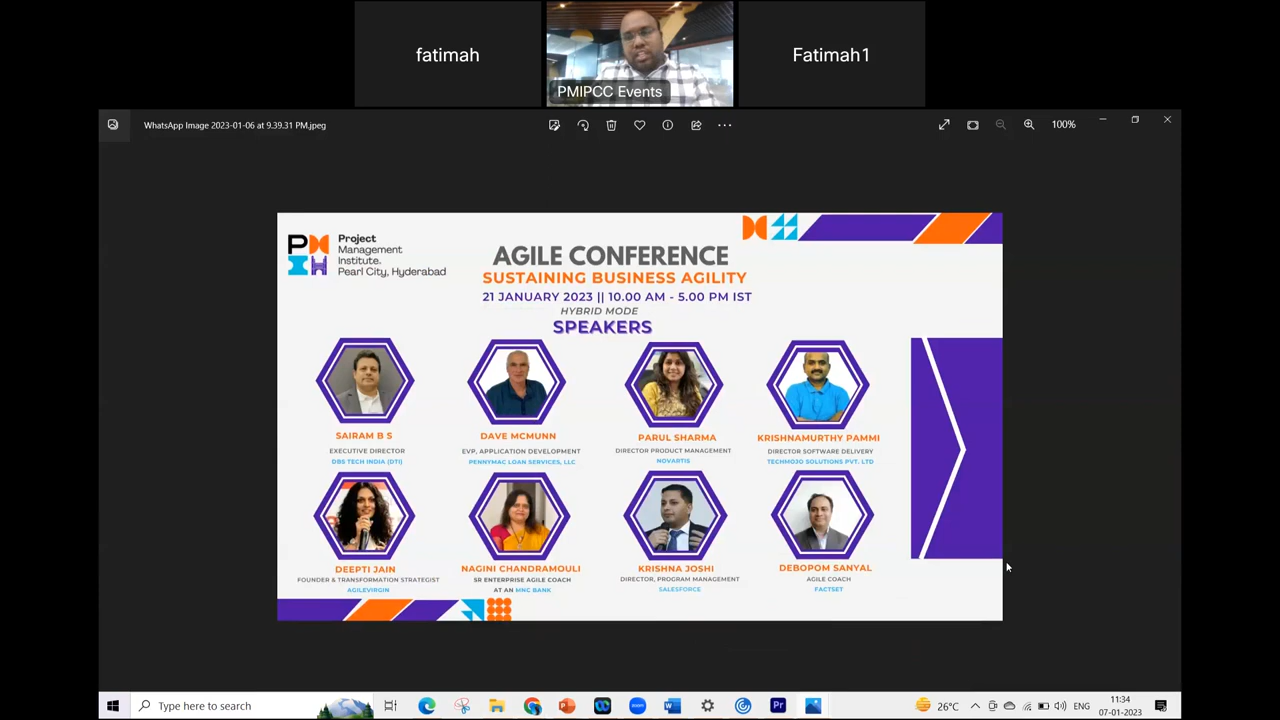 fatimah
PMIPCC Events
Fatimah1
WhatsApp Image 2023-01-06 at 9.39.31 PM.jpeg
100%
Project
Management
Institute.
Pearl City, Hyderabad
AGILE CONFERENCE
SUSTAINING BUSINESS AGILITY
21 JANUARY 2023 || 10.00 AM - 5.00 PM IST
HYBRID MODE
SPEAKERS
SAIRAM B S
EXECUTIVE DIRECTOR
DBS TECH INDIA (DTI)
DAVE MCMUNN
EVP, APPLICATION DEVELOPMENT
PENNYMAC LOAN SERVICES, LLC
PARUL SHARMA
DIRECTOR PRODUCT MANAGEMENT
NOVARTIS
KRISHNAMURTHY PAMMI
DIRECTOR SOFTWARE DELIVERY
TECHMOJO SOLUTIONS PVT. LTD
DEEPTI JAIN
FOUNDER & TRANSFORMATION STRATEGIST
AGILEVIRGIN
NAGINI CHANDRAMOULI
SR ENTERPRISE AGILE COACH
AT AN MNC BANK
KRISHNA JOSHI
DIRECTOR, PROGRAM MANAGEMENT
SALESFORCE
DEBOPOM SANYAL
AGILE COACH
FACTSET
Type here to search
zoom
Pr
26°C
ENG
11:34
07-01-2023